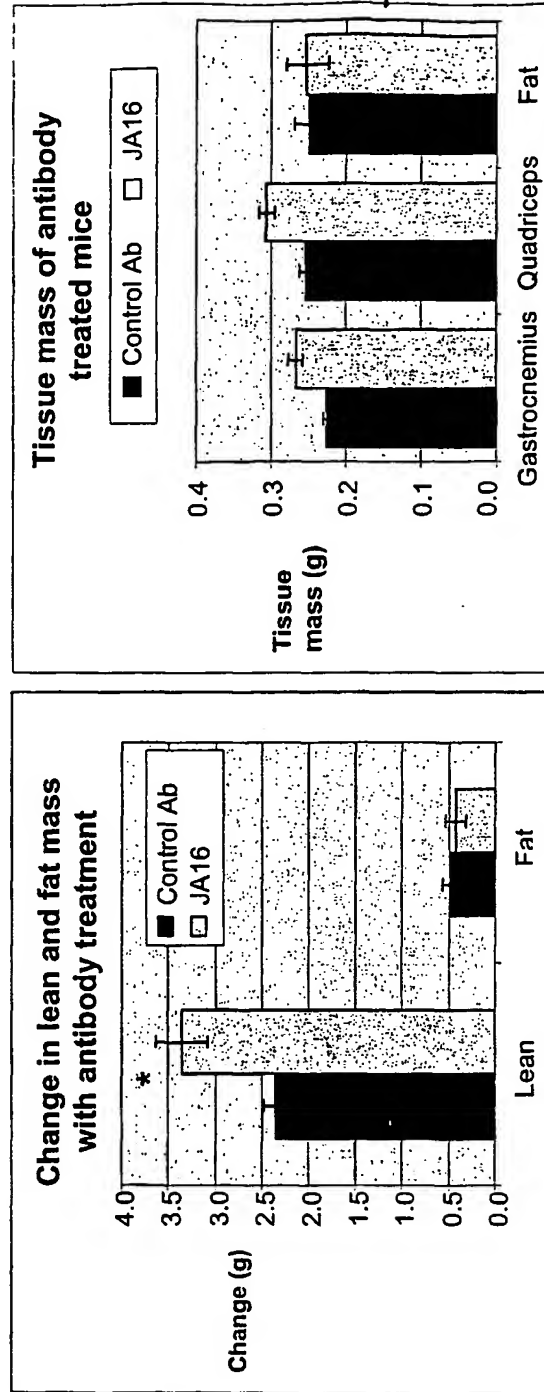 Change in lean and fat mass
with antibody treatment
Control Ab
JA16
*
Change (g)
4.0
3.5
3.0
2.5
2.0
1.5
1.0
0.5
0.0
Lean Fat
Tissue mass of antibody
treated mice
Control Ab JA16
Tissue
mass (g)
0.4
0.3
0.2
0.1
0.0
Gastrocnemius Quadriceps Fat